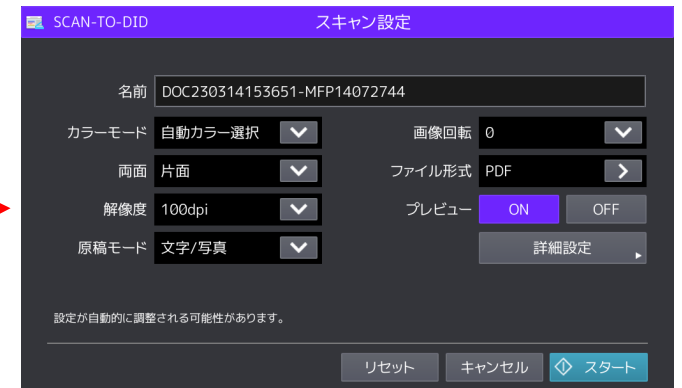 SCAN-TO-DID スキャン設定
名前 DOC230314153651-MFP14072744
カラーモード 自動カラー選択 画像回転 0
両面 片面 ファイル形式 PDF
解像度 100dpi プレビュー ON OFF
原稿モード 文字/写真 詳細設定
設定が自動的に調整される可能性があります。
リセット キャンセル スタート